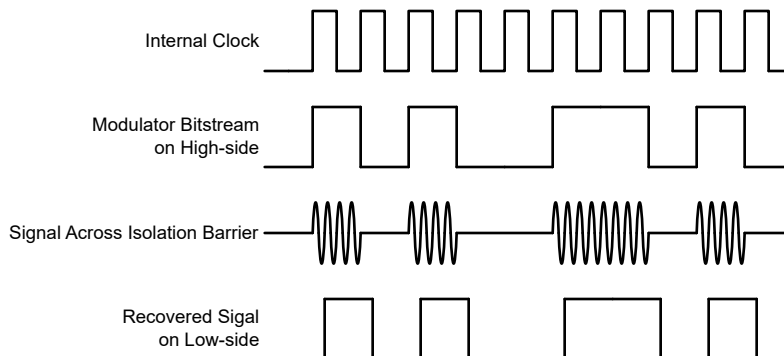 Internal Clock
Modulator Bitstream
on High-side
Signal Across Isolation Barrier
Recovered Sigal
on Low-side